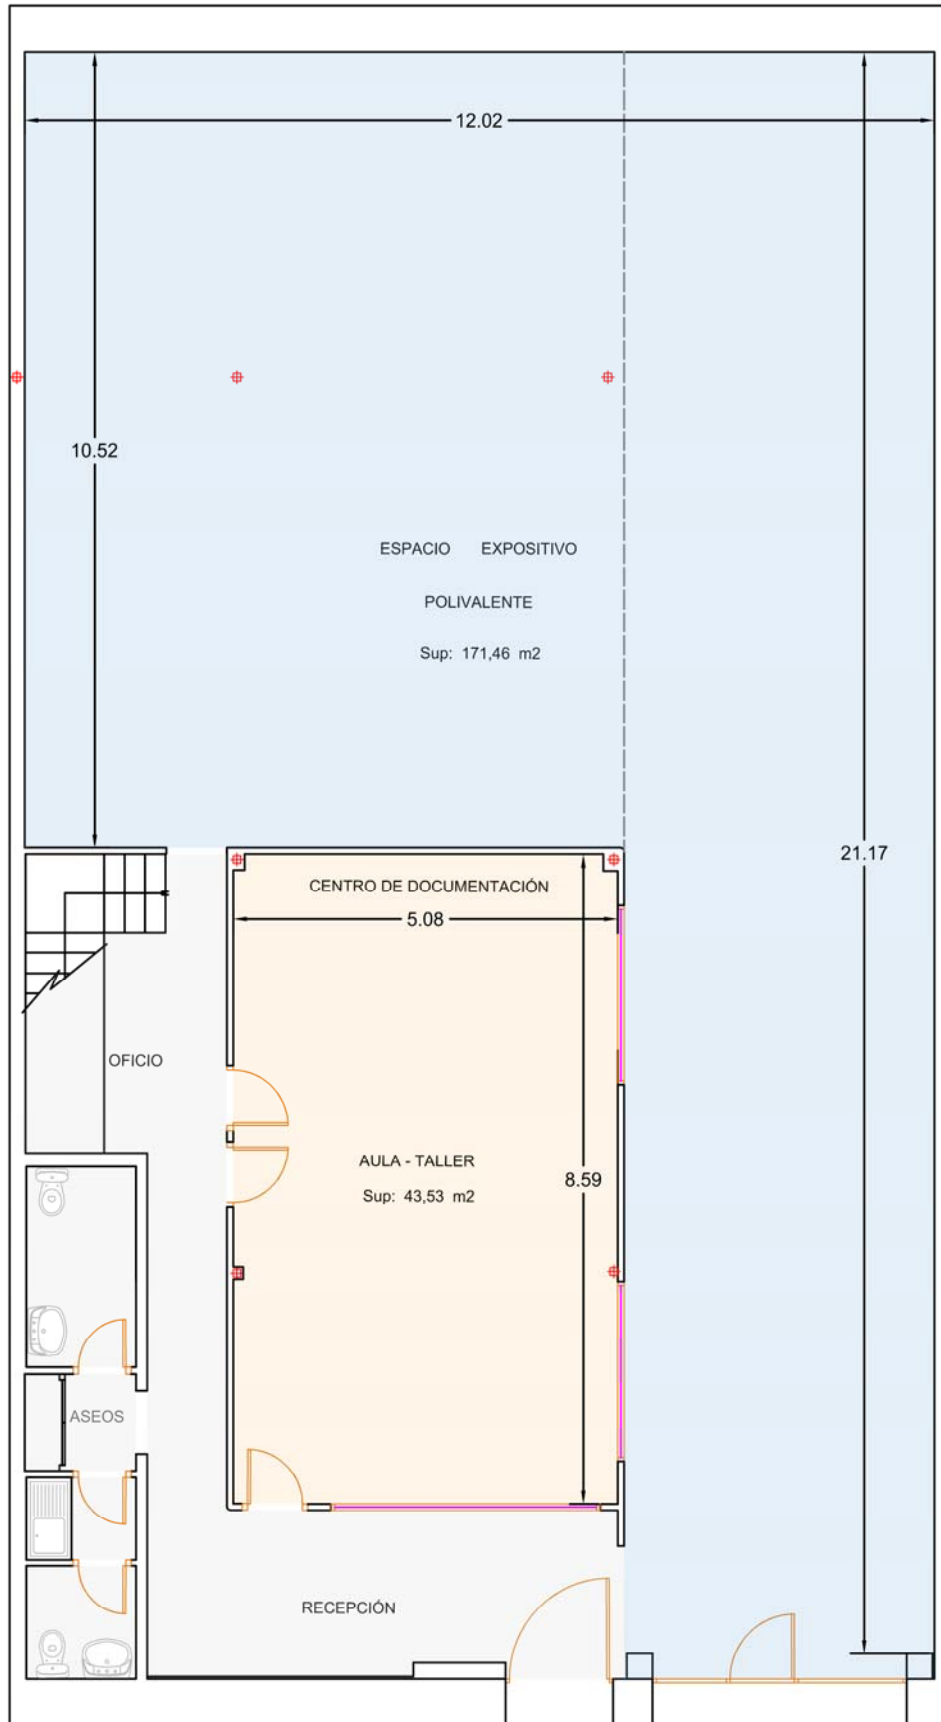 12.02
10.52
ESPACIO EXPOSITIVO
POLIVALENTE
Sup: 171,46 m2
21.17
CENTRO DE DOCUMENTACIÓN
5.08
OFICIO
AULA - TALLER
8.59
Sup: 43,53 m2
ASEOS
RECEPCIÓN